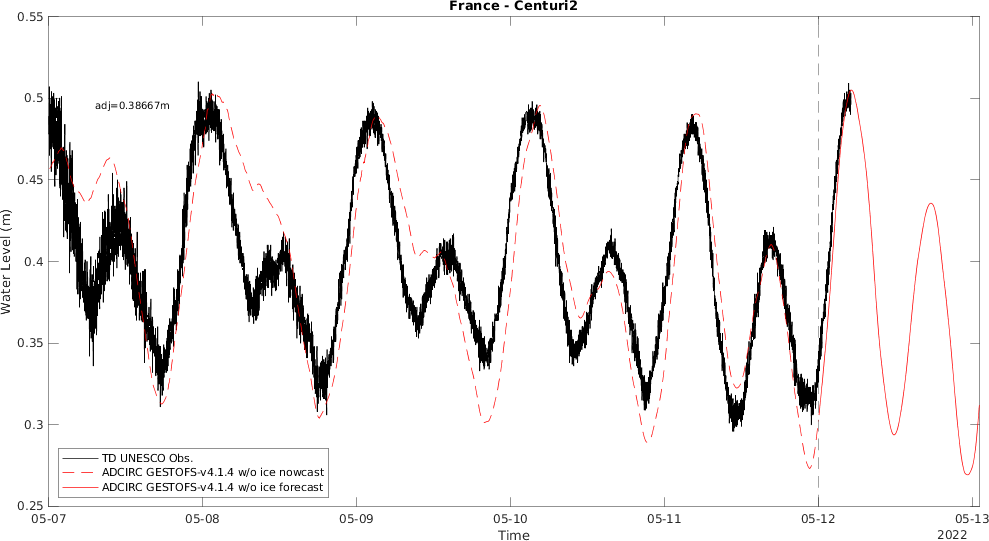 France - Centuri2
0.55
0.5
0.45
0.4
0.35
0.3
0.25
Water Level (m)
adj=0.38667m
TD UNESCO Obs.
ADCIRC GESTOFS-v4.1.4 w/o ice nowcast
ADCIRC GESTOFS-v4.1.4 w/o ice forecast
05-07
05-08
05-09
05-10
05-11
05-12
05-13
Time
2022